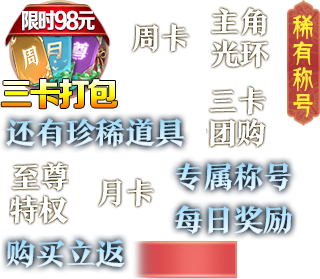 限时98元
周 月 尊
三卡打包
周卡
主角
光环
稀有称号
三卡
团购
还有珍稀道具
至尊
特权
月卡
专属称号
每日奖励
购买立返